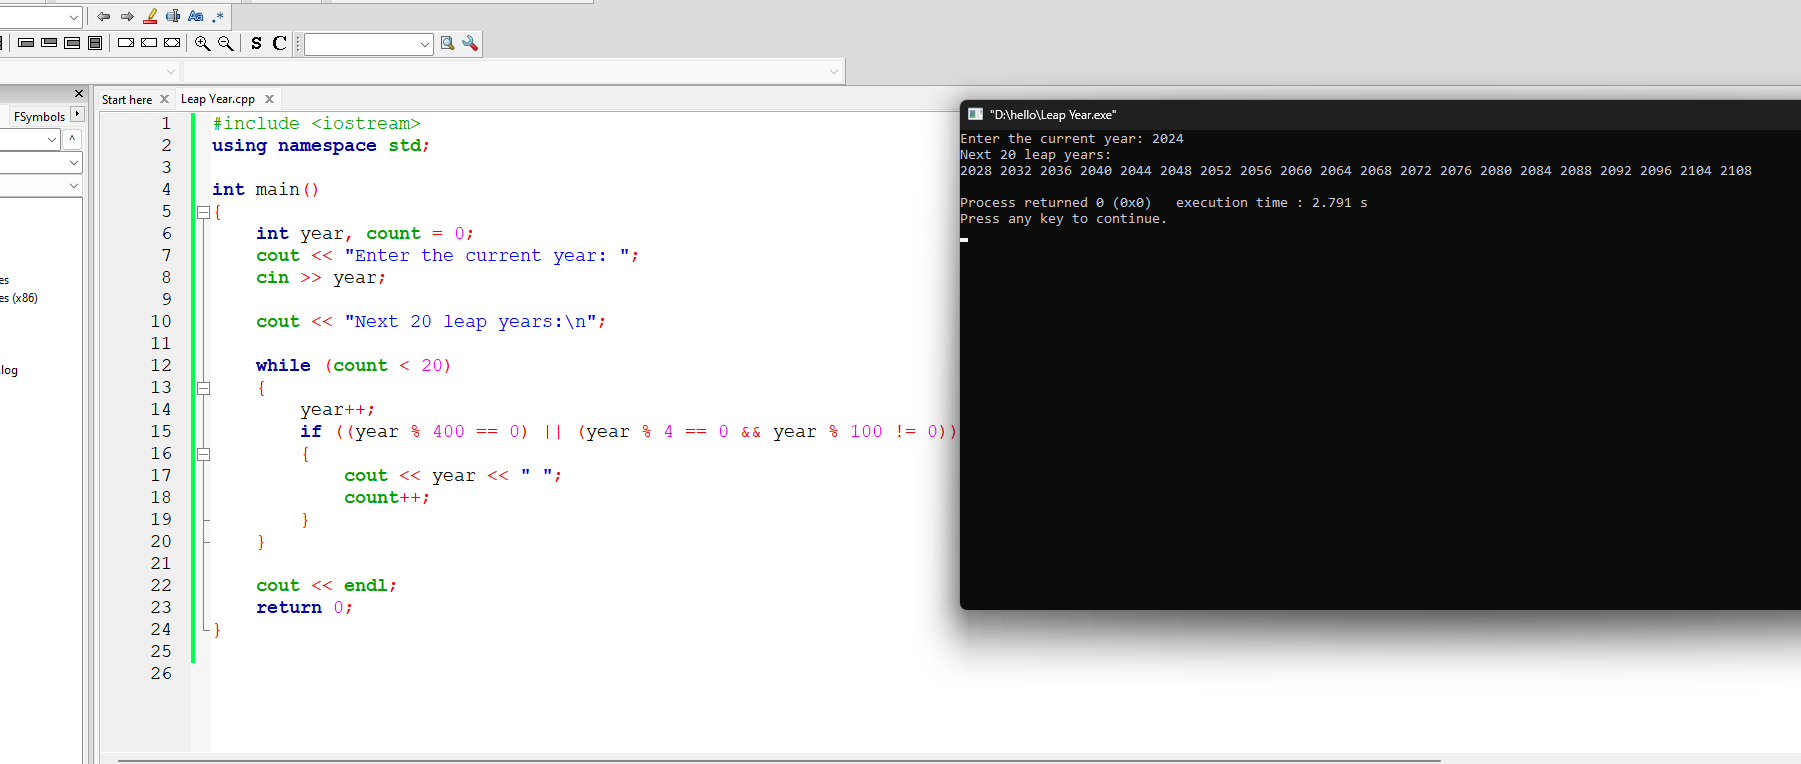 S C
Start here
Leap Year.cpp
FSymbols
es
es (x86)
log
1 #include <iostream>
2 using namespace std;
3
4 int main()
5 {
6 int year, count = 0;
7 cout << "Enter the current year: ";
8 cin >> year;
9
10 cout << "Next 20 leap years:\n";
11
12 while (count < 20)
13 {
14 year++;
15 if ((year % 400 == 0) || (year % 4 == 0 && year % 100 != 0))
16 {
17 cout << year << " ";
18 count++;
19 }
20 }
21
22 cout << endl;
23 return 0;
24 }
25
26
"D:\hello\Leap Year.exe"
Enter the current year: 2024
Next 20 leap years:
2028 2032 2036 2040 2044 2048 2052 2056 2060 2064 2068 2072 2076 2080 2084 2088 2092 2096 2104 2108
Process returned 0 (0x0)   execution time : 2.791 s
Press any key to continue.